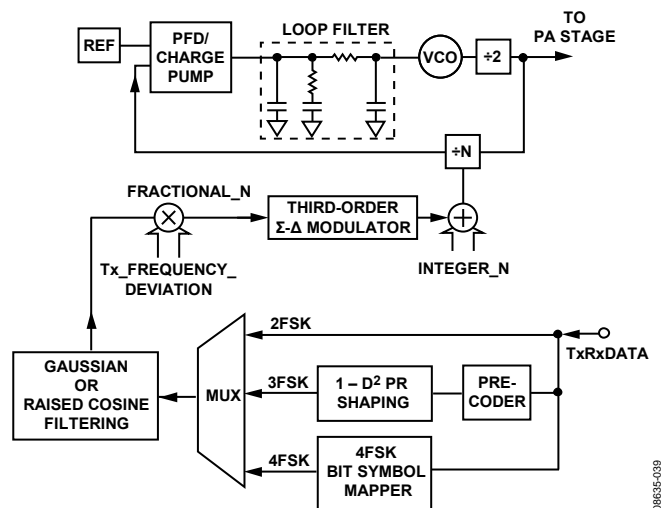 LOOP FILTER
TO
PA STAGE
REF
PFD/
CHARGE
PUMP
VCO
÷2
÷N
FRACTIONAL_N
THIRD-ORDER
Σ-Δ MODULATOR
Tx_FREQUENCY_
DEVIATION
INTEGER_N
GAUSSIAN
OR
RAISED COSINE
FILTERING
MUX
2FSK
TxRxDATA
3FSK
1 – D² PR
SHAPING
PRE-
CODER
4FSK
4FSK
BIT SYMBOL
MAPPER
08635-039